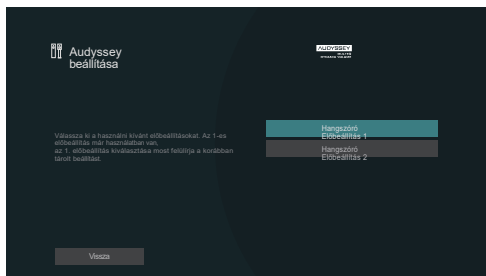 Audyssey
beállítása
AUDYSSEY
Válassza ki a használni kívánt előbeállításokat. Az 1-es
előbeállítás már használatban van,
az 1. előbeállítás kiválasztása most felülírja a korábban
tárolt beállítást.
Hangszóró
Előbeállítás 1
Hangszóró
Előbeállítás 2
Vissza